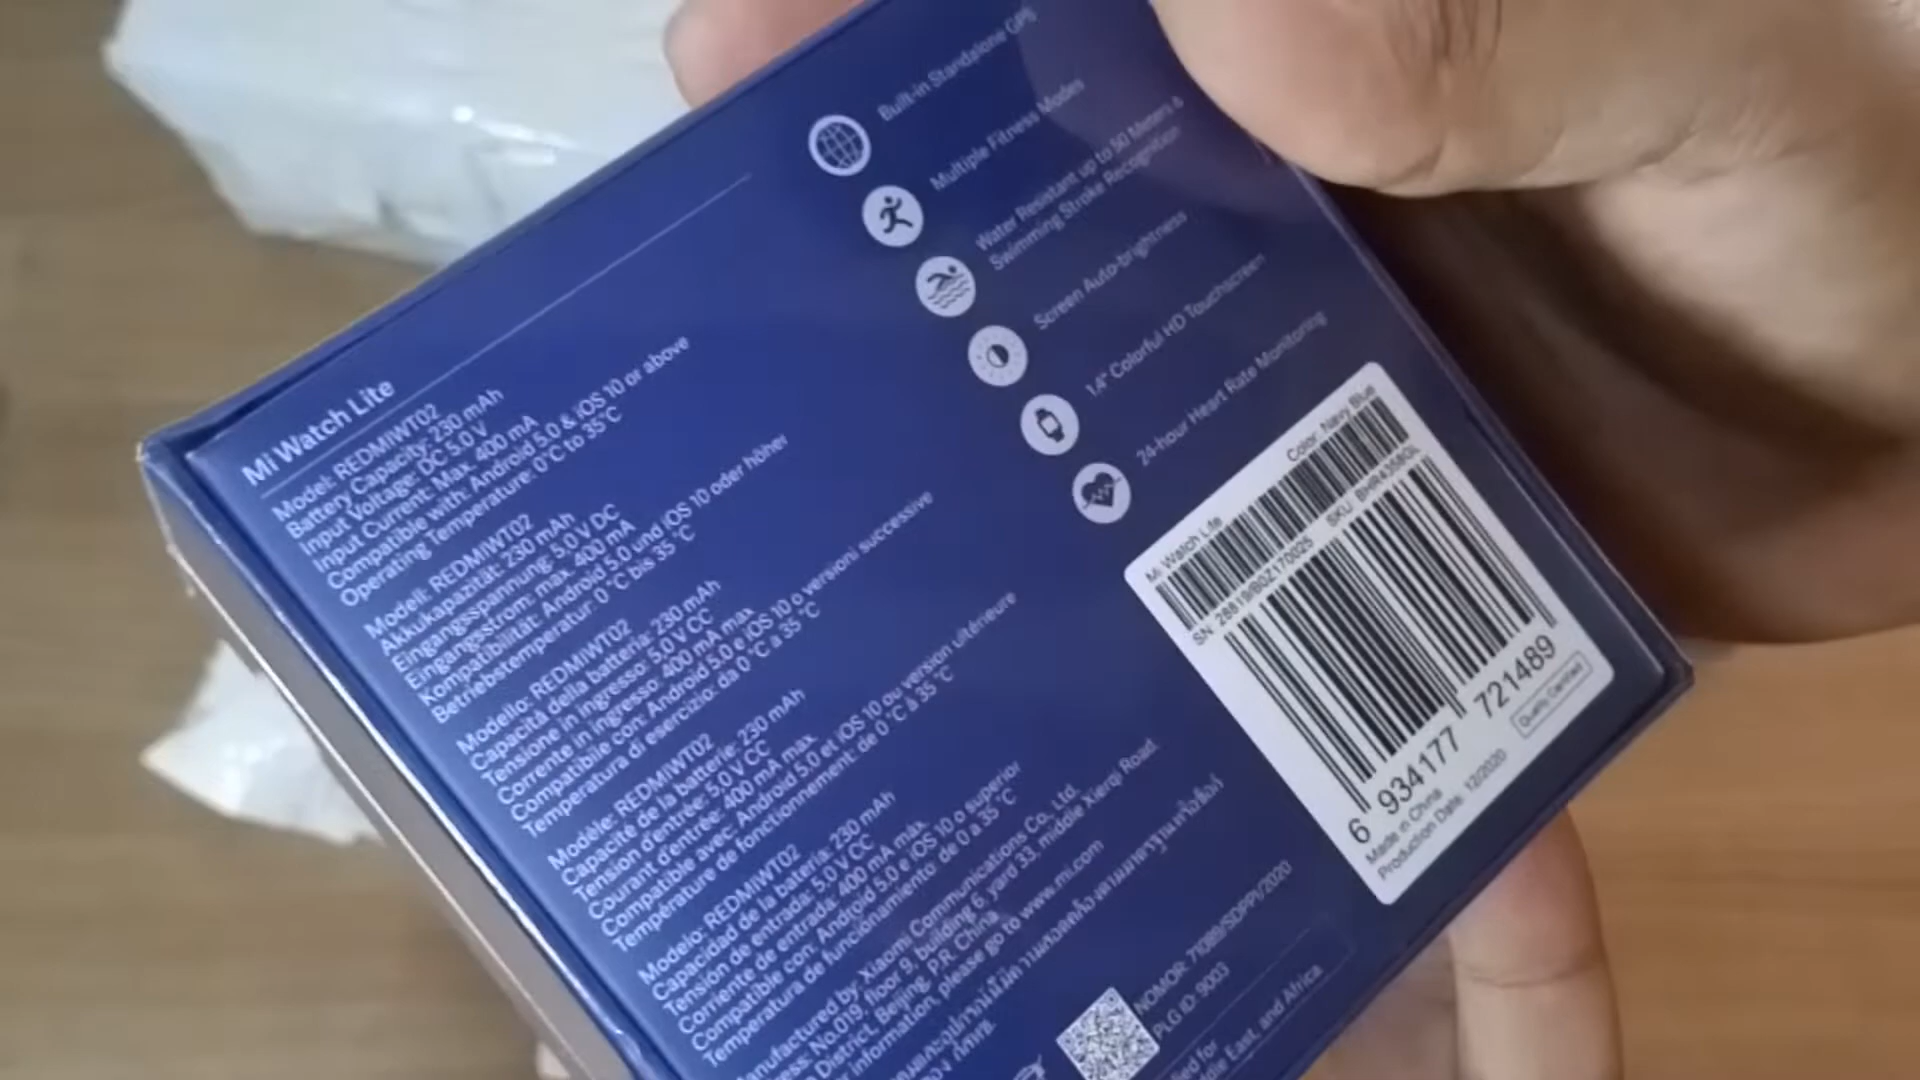 Mi Watch Lite
Model: REDMIWT02
Battery Capacity: 230 mAh
Input Voltage: DC 5.0 V
Input Current: Max. 400 mA
Compatible with: Android 5.0 & iOS 10 or above
Operating Temperature: 0°C to 35°C
Modell: REDMIWT02
Akkukapazität: 230 mAh
Eingangsspannung: 5.0 V DC
Eingangsstrom: max. 400 mA
Kompatibilität: Android 5.0 und iOS 10 oder höher
Betriebstemperatur: 0 °C bis 35 °C
Modello: REDMIWT02
Capacità della batteria: 230 mAh
Tensione in ingresso: 5.0 V CC
Corrente in ingresso: 400 mA max
Compatibile con: Android 5.0 e iOS 10 o versioni successive
Temperatura di esercizio: da 0 °C a 35 °C
Modèle: REDMIWT02
Capacité de la batterie: 230 mAh
Tension d'entrée: 5.0 V CC
Courant d'entrée: 400 mA max
Compatible avec: Android 5.0 et iOS 10 ou version ultérieure
Température de fonctionnement: de 0 °C à 35 °C
Modelo: REDMIWT02
Capacidad de la batería: 230 mAh
Tensión de entrada: 5.0 V CC
Corriente de entrada: 400 mA máx
Compatible con: Android 5.0 e iOS 10 o superior
Temperatura de funcionamiento: de 0 a 35 °C
anufactured by: Xiaomi Communications Co., Ltd.
ess: No.019, floor 9, building 6, yard 33, middle Xierqi Road,
District, Beijing, P.R. China
r information, please go to www.mi.com
NOMOR:
PLG ID: 9003
sed for
ddle East, and Africa
Built-in Standalone GPS
Multiple Fitness Modes
Water Resistant up to 50 Meters &
Swimming Stroke Recognition
Screen Auto-brightness
1.4" Colorful HD Touchscreen
24-hour Heart Rate Monitoring
Mi Watch Lite Color: Navy Blue
SN: SKU:
6 934177 721489
Made in China
Production Date: 12/2020
Quality Certified